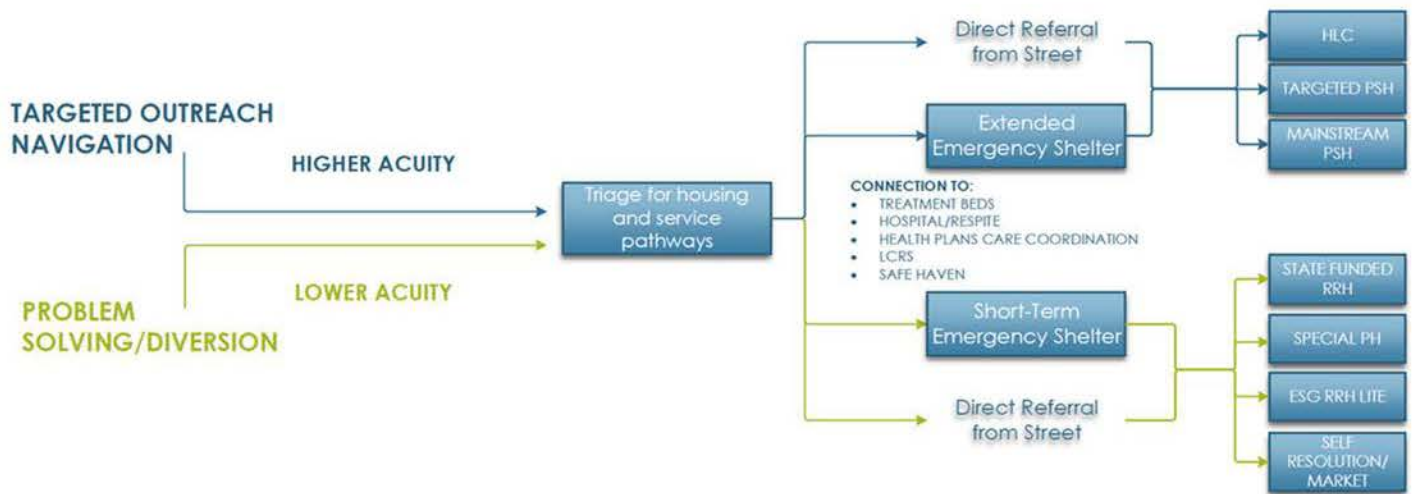 TARGETED OUTREACH
NAVIGATION
HIGHER ACUITY
LOWER ACUITY
PROBLEM
SOLVING/DIVERSION
Triage for housing
and service
pathways
Direct Referral
from Street
Extended
Emergency Shelter
CONNECTION TO:
• TREATMENT BEDS
• HOSPITAL/RESPITE
• HEALTH PLANS CARE COORDINATION
• LCRS
• SAFE HAVEN
Short-Term
Emergency Shelter
Direct Referral
from Street
HLC
TARGETED PSH
MAINSTREAM
PSH
STATE FUNDED
RRH
SPECIAL PH
ESG RRH LITE
SELF
RESOLUTION/
MARKET